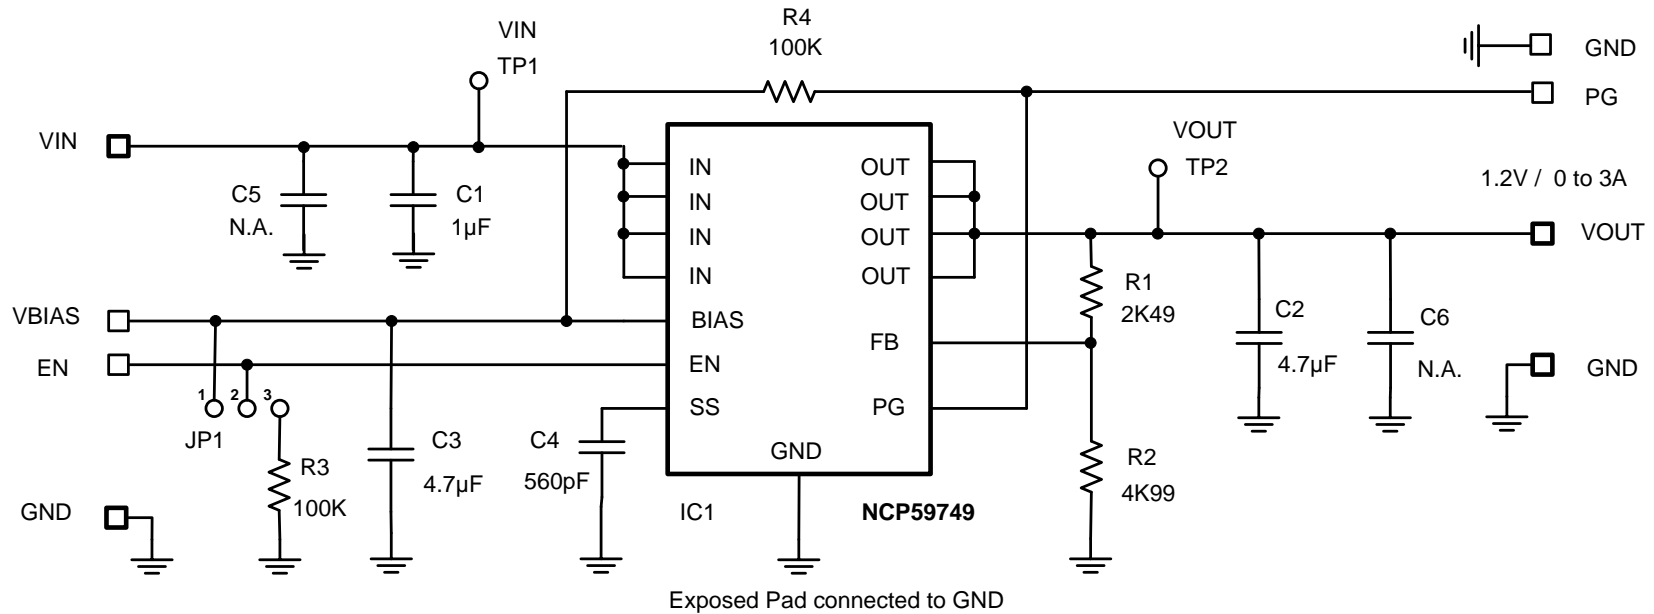 R4
100K
VIN
TP1
GND
PG
VIN
VOUT
TP2
1.2V / 0 to 3A
C5
N.A.
C1
1µF
IN
IN
IN
IN
OUT
OUT
OUT
OUT
VOUT
R1
2K49
VBIAS
BIAS
FB
C2
4.7µF
C6
N.A.
EN
EN
GND
1 2 3
JP1
SS
PG
C3
4.7µF
C4
560pF
GND
R3
100K
R2
4K99
GND
IC1
NCP59749
Exposed Pad connected to GND